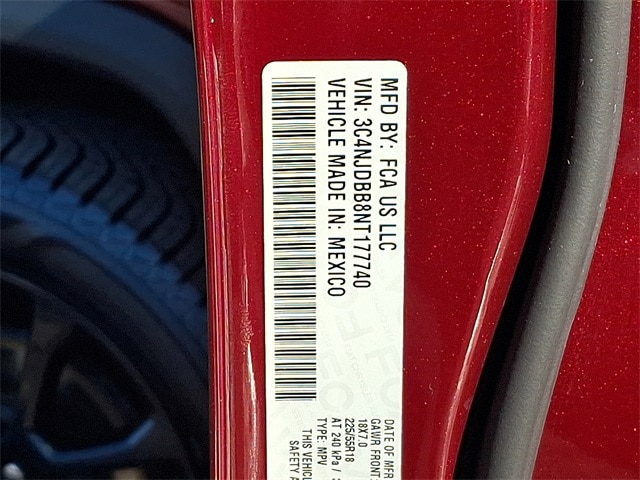 MFD BY: FCA US LLC
VIN: 3C4NJDBB8NT177740
VEHICLE MADE IN: MEXICO
DATE OF MFR
GAWR FRONT:
18X7.0
225/55R18
AT 240 kPa /
TYPE: MPV
THIS VEHICL
SAFETY A